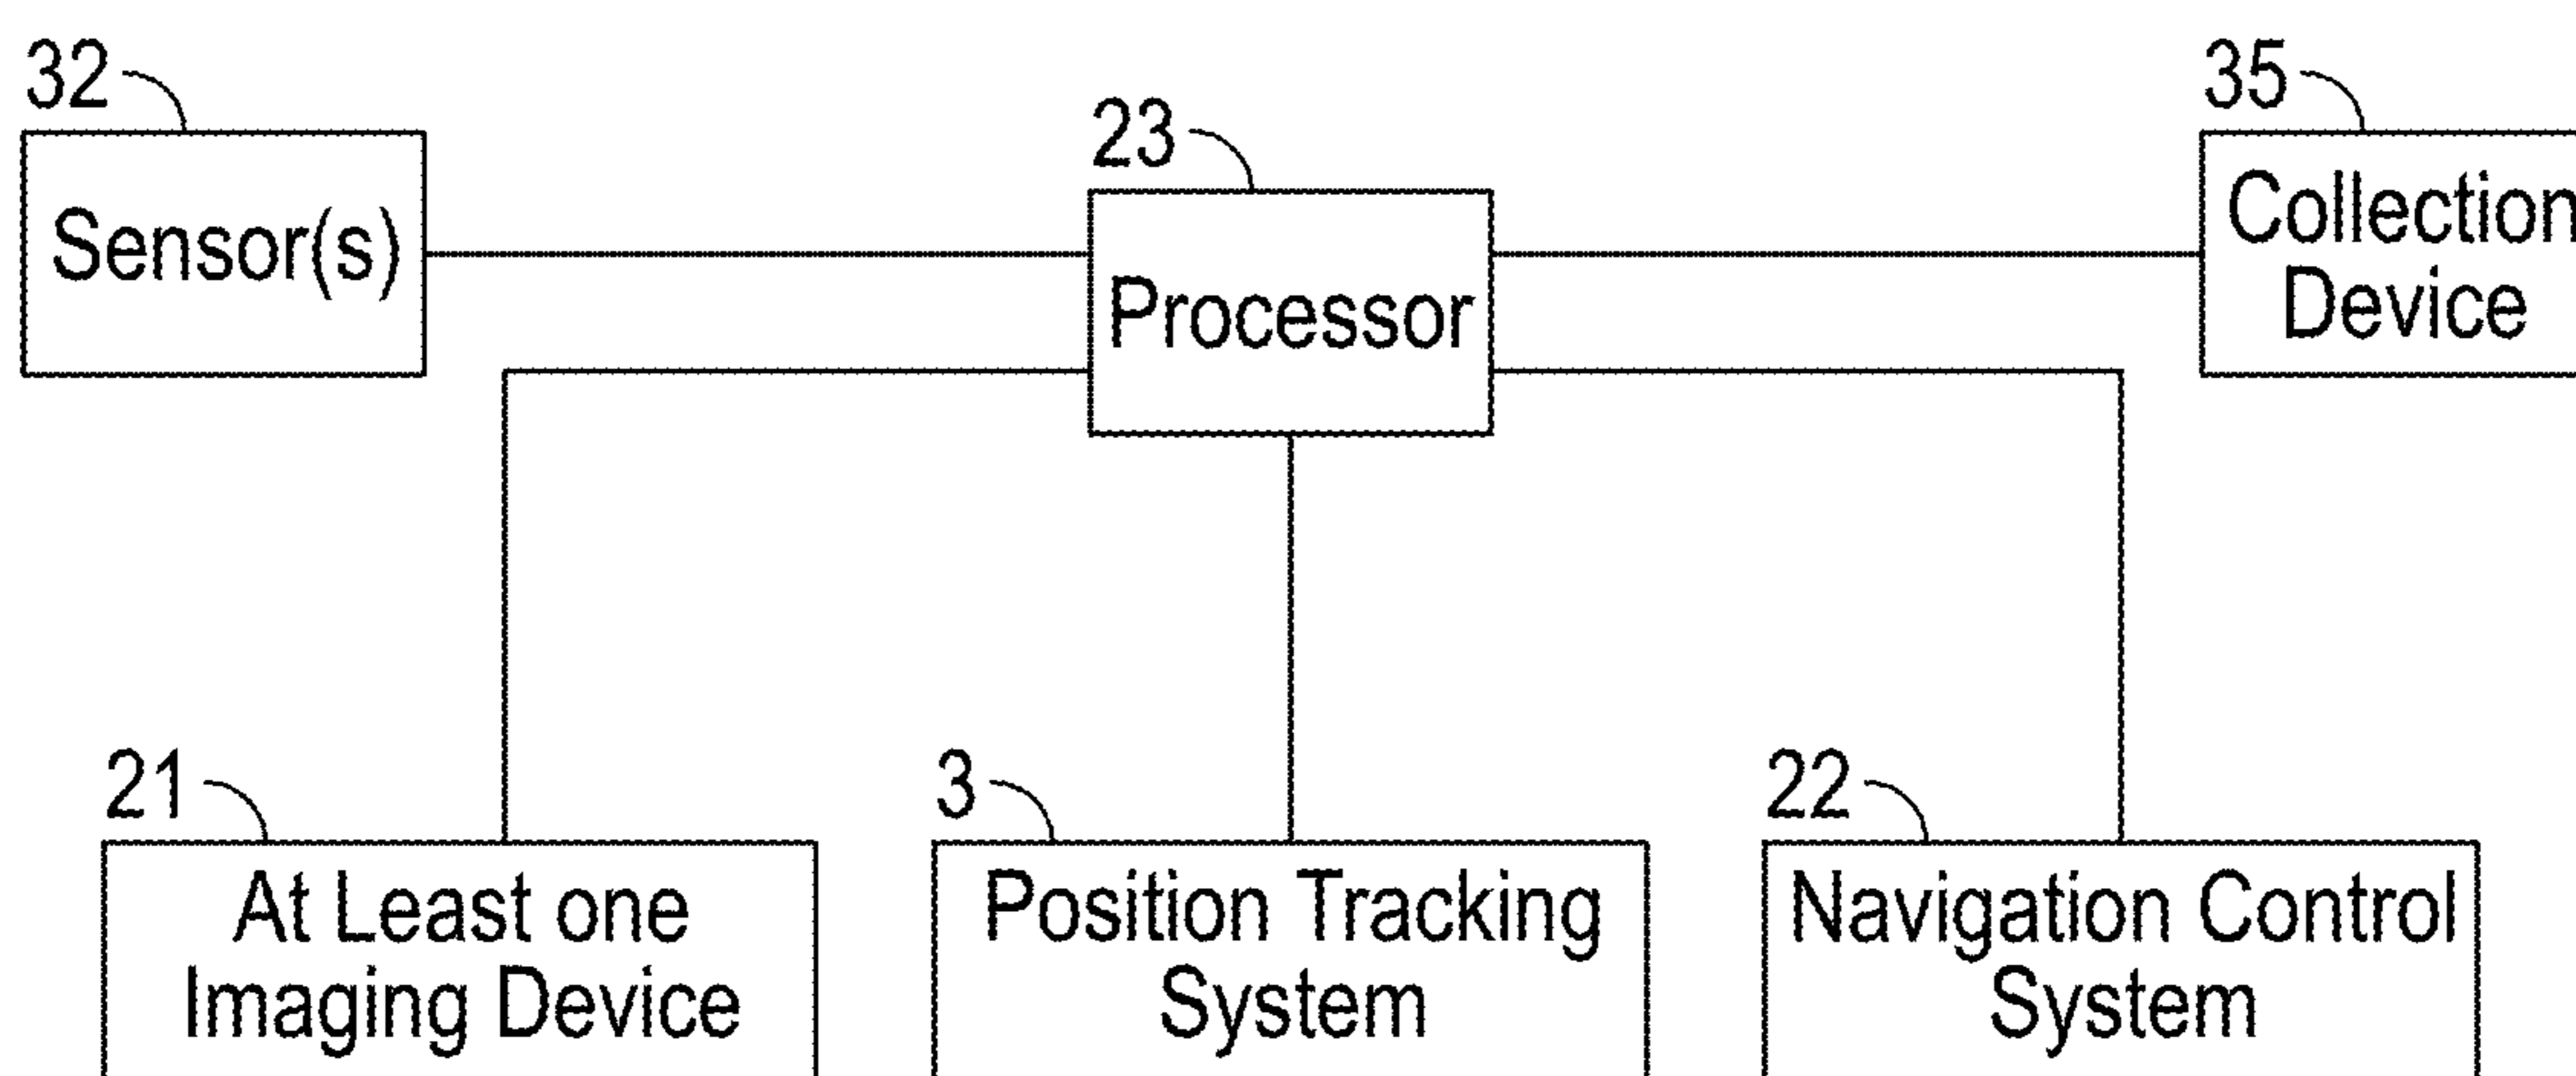 32
Sensor(s)
23
Processor
35
Collection
Device
21
At Least one
Imaging Device
3
Position Tracking
System
22
Navigation Control
System